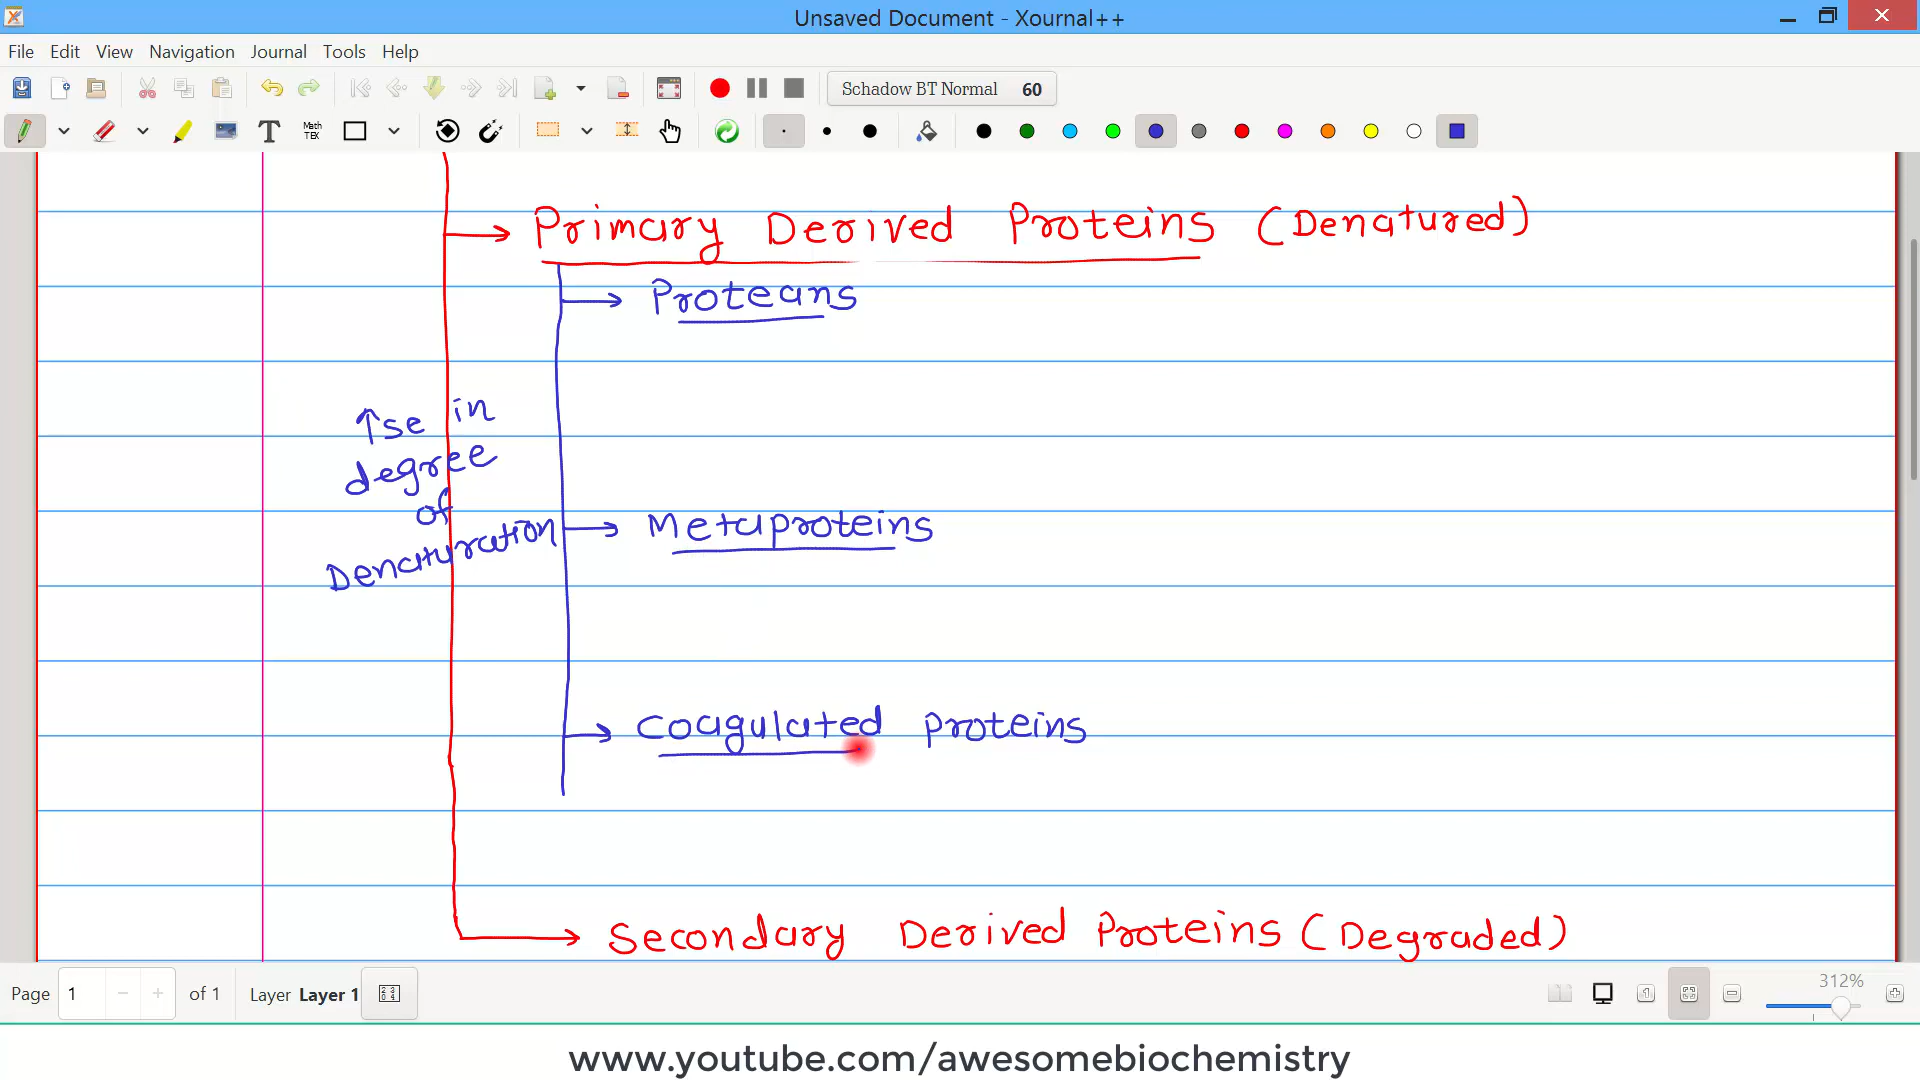 Unsaved Document - Xournal++
File Edit View Navigation Journal Tools Help
Schadow BT Normal 60
Math TEX
Primary Derived Proteins (Denatured)
Proteans
↑se in
degree
of
Denaturation
Metaproteins
Coagulated proteins
Secondary Derived Proteins (Degraded)
Page 1 of 1 Layer Layer 1
312%
www.youtube.com/awesomebiochemistry